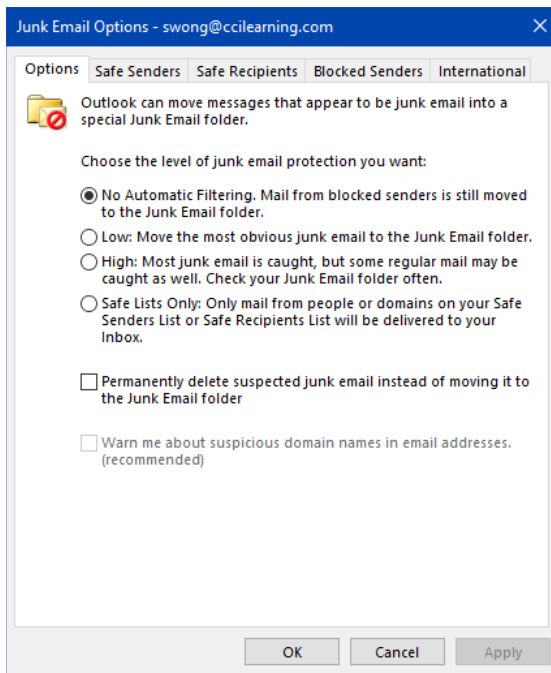 Junk Email Options - swong@ccilearning.com
Options Safe Senders Safe Recipients Blocked Senders International
Outlook can move messages that appear to be junk email into a
special Junk Email folder.
Choose the level of junk email protection you want:
No Automatic Filtering. Mail from blocked senders is still moved
to the Junk Email folder.
Low: Move the most obvious junk email to the Junk Email folder.
High: Most junk email is caught, but some regular mail may be
caught as well. Check your Junk Email folder often.
Safe Lists Only: Only mail from people or domains on your Safe
Senders List or Safe Recipients List will be delivered to your
Inbox.
Permanently delete suspected junk email instead of moving it to
the Junk Email folder
Warn me about suspicious domain names in email addresses.
(recommended)
OK Cancel Apply